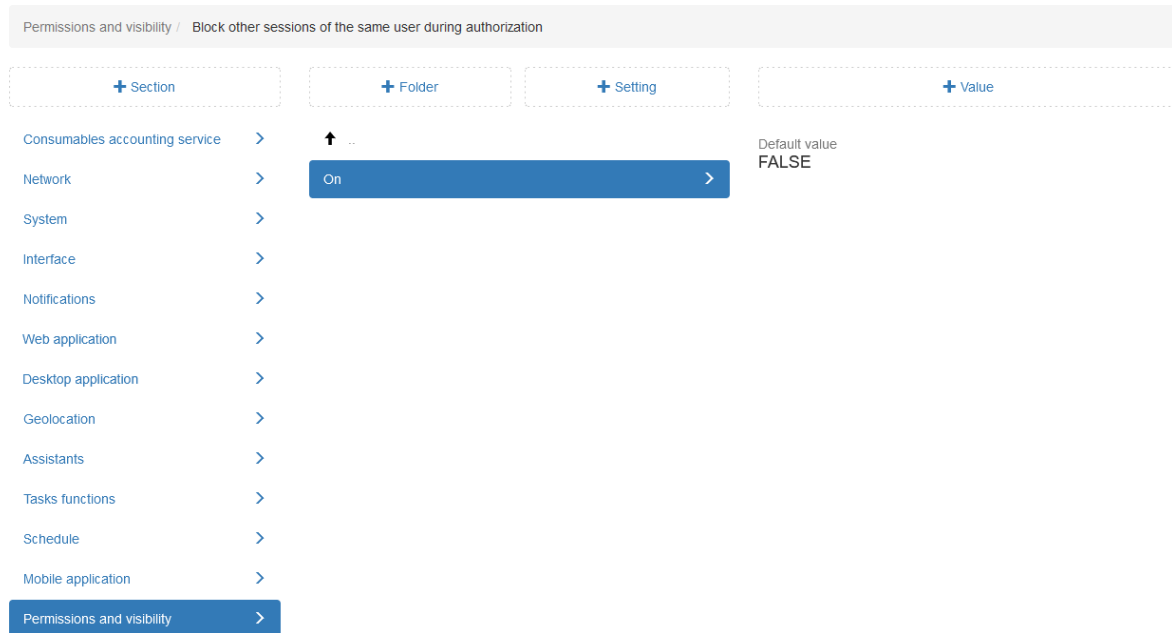 Permissions and visibility / Block other sessions of the same user during authorization
+ Section
+ Folder
+ Setting
+ Value
Consumables accounting service
Network
System
Interface
Notifications
Web application
Desktop application
Geolocation
Assistants
Tasks functions
Schedule
Mobile application
Permissions and visibility
..
On
Default value
FALSE